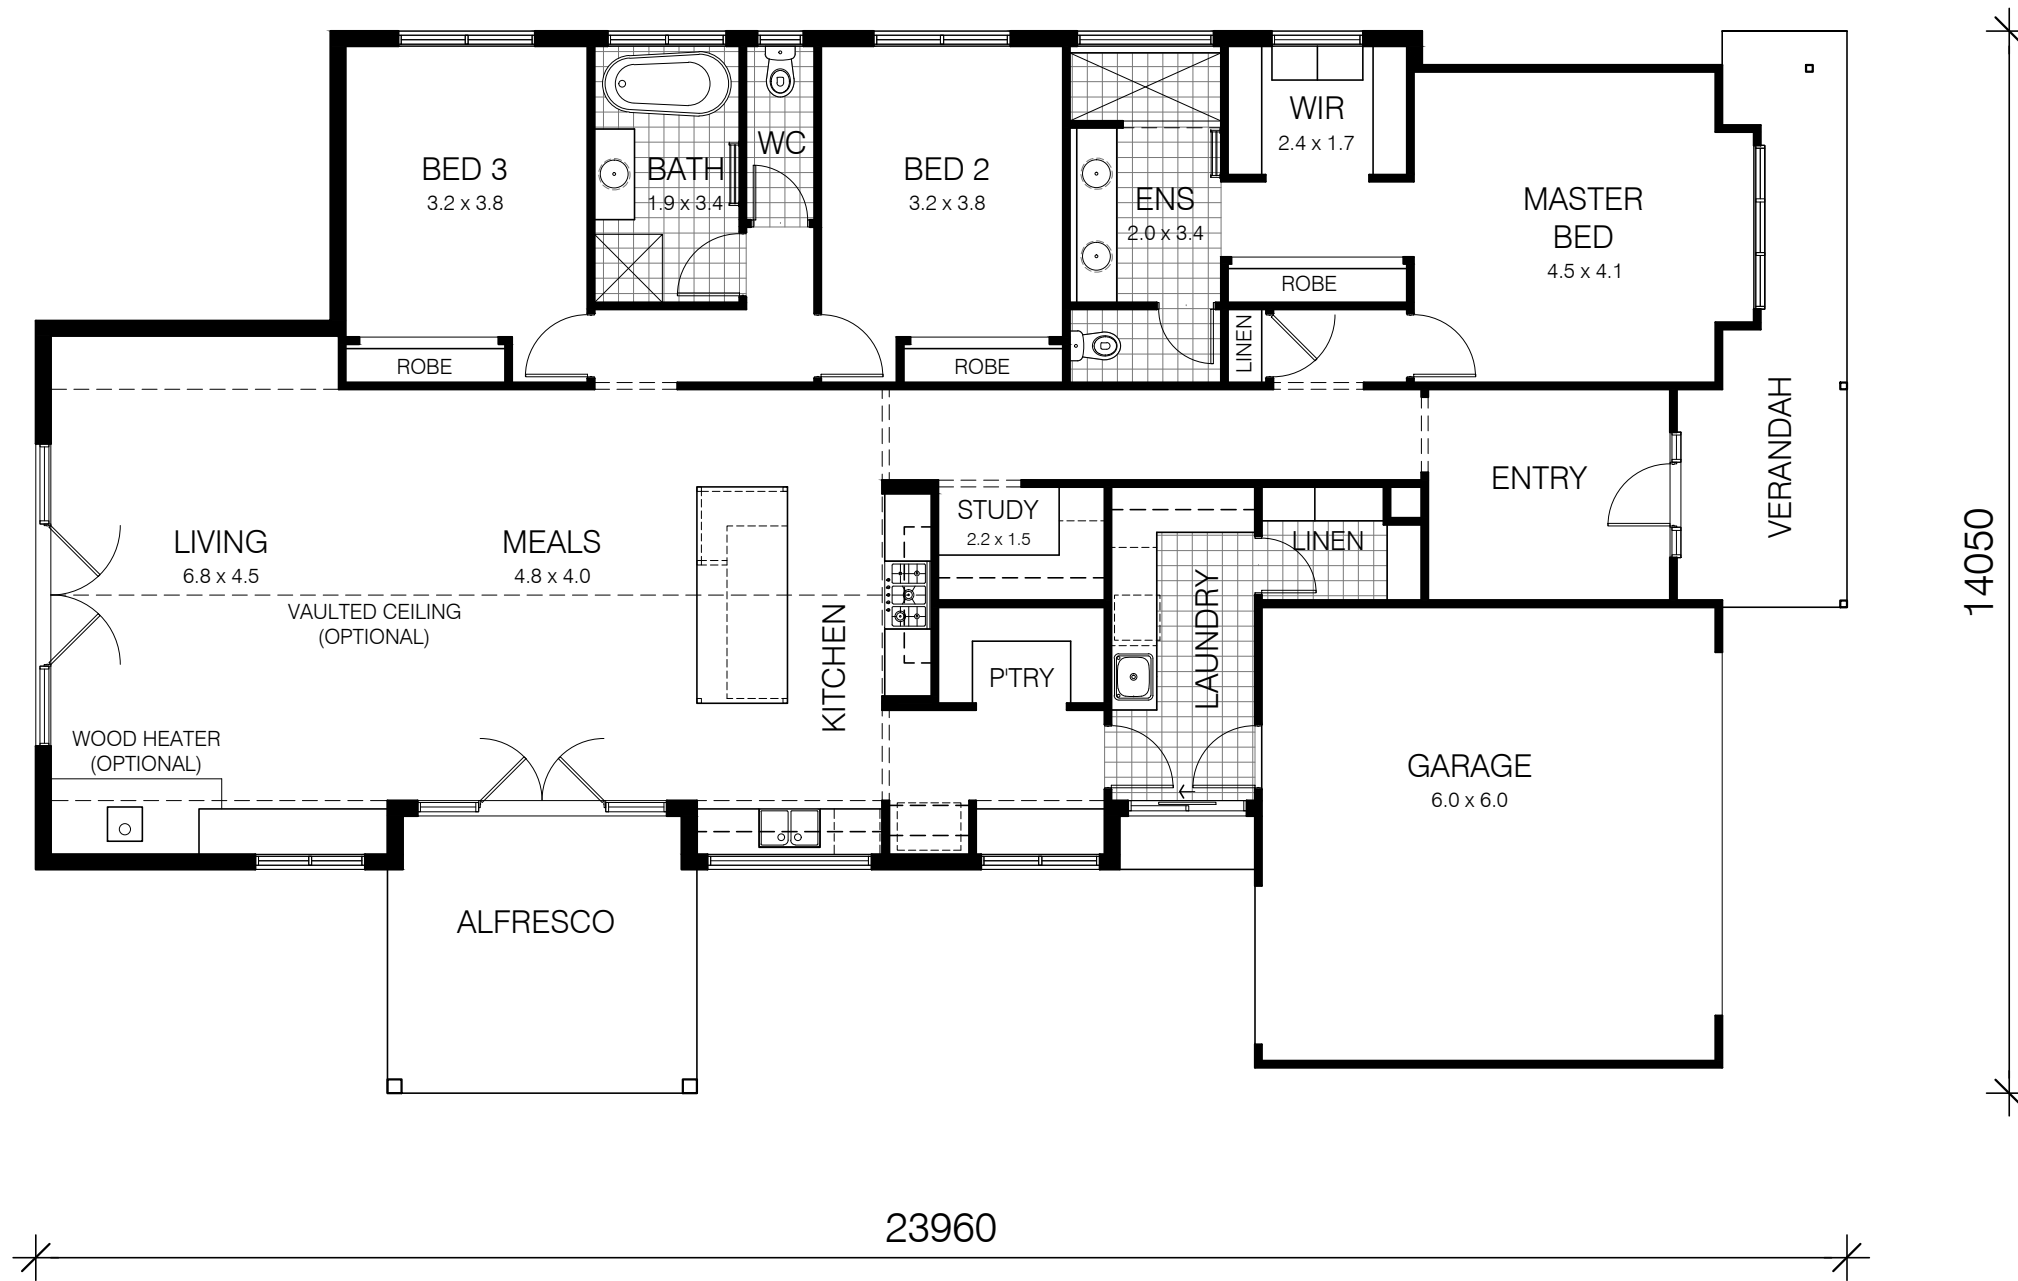 BED 3
3.2 x 3.8
BATH
1.9 x 3.4
WC
BED 2
3.2 x 3.8
ENS
2.0 x 3.4
WIR
2.4 x 1.7
MASTER
BED
4.5 x 4.1
ROBE
ROBE
ROBE
LINEN
VERANDAH
ENTRY
STUDY
2.2 x 1.5
LINEN
LIVING
6.8 x 4.5
MEALS
4.8 x 4.0
VAULTED CEILING
(OPTIONAL)
KITCHEN
P'TRY
LAUNDRY
WOOD HEATER
(OPTIONAL)
GARAGE
6.0 x 6.0
ALFRESCO
14050
23960